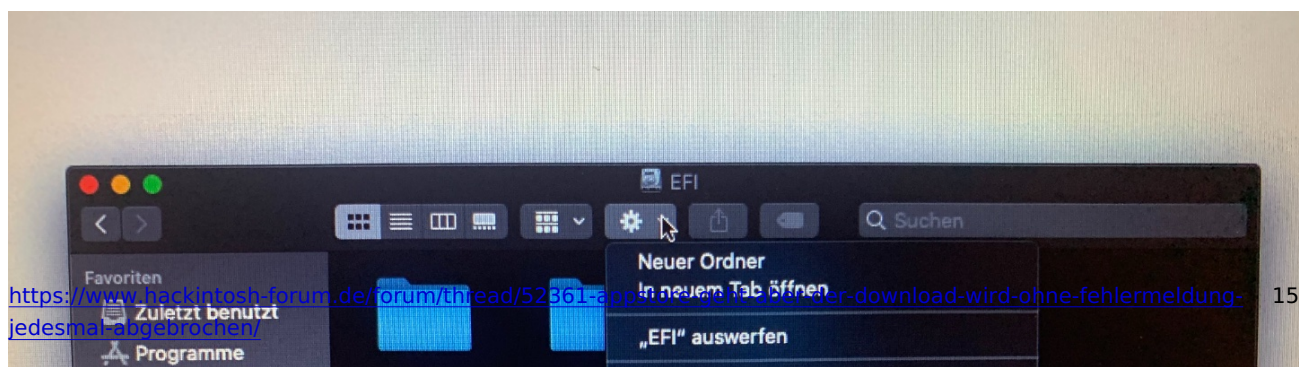 EFI
Suchen
Favoriten
Neuer Ordner
In neuem Tab öffnen
https://www.hackintosh-forum.de/forum/thread/52361-appstore-geht-aber-der-download-wird-ohne-fehlermeldung-jedesmal-abgebrochen/
15
Zuletzt benutzt
„EFI“ auswerfen
Programme